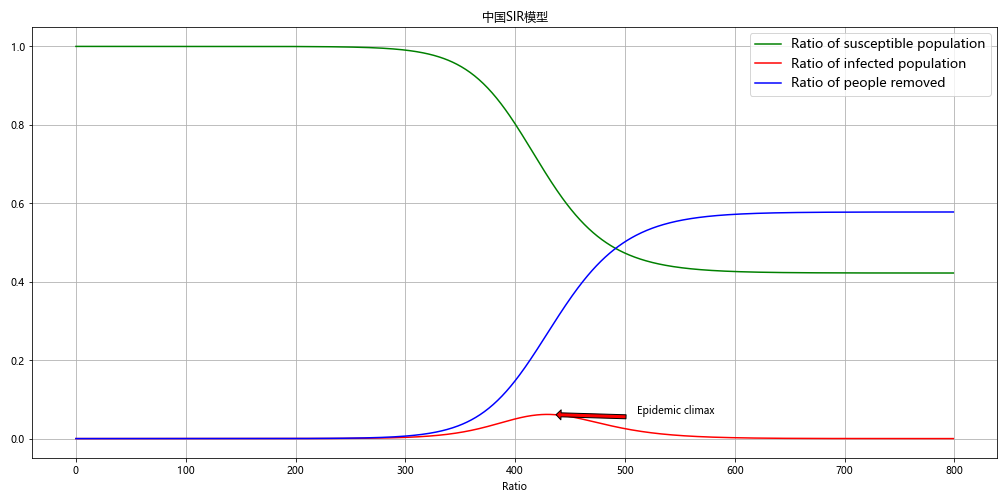 中国SIR模型
Ratio of susceptible population
Ratio of infected population
Ratio of people removed
1.0
0.8
0.6
0.4
0.2
0.0
Epidemic climax
0 100 200 300 400 500 600 700 800
Ratio